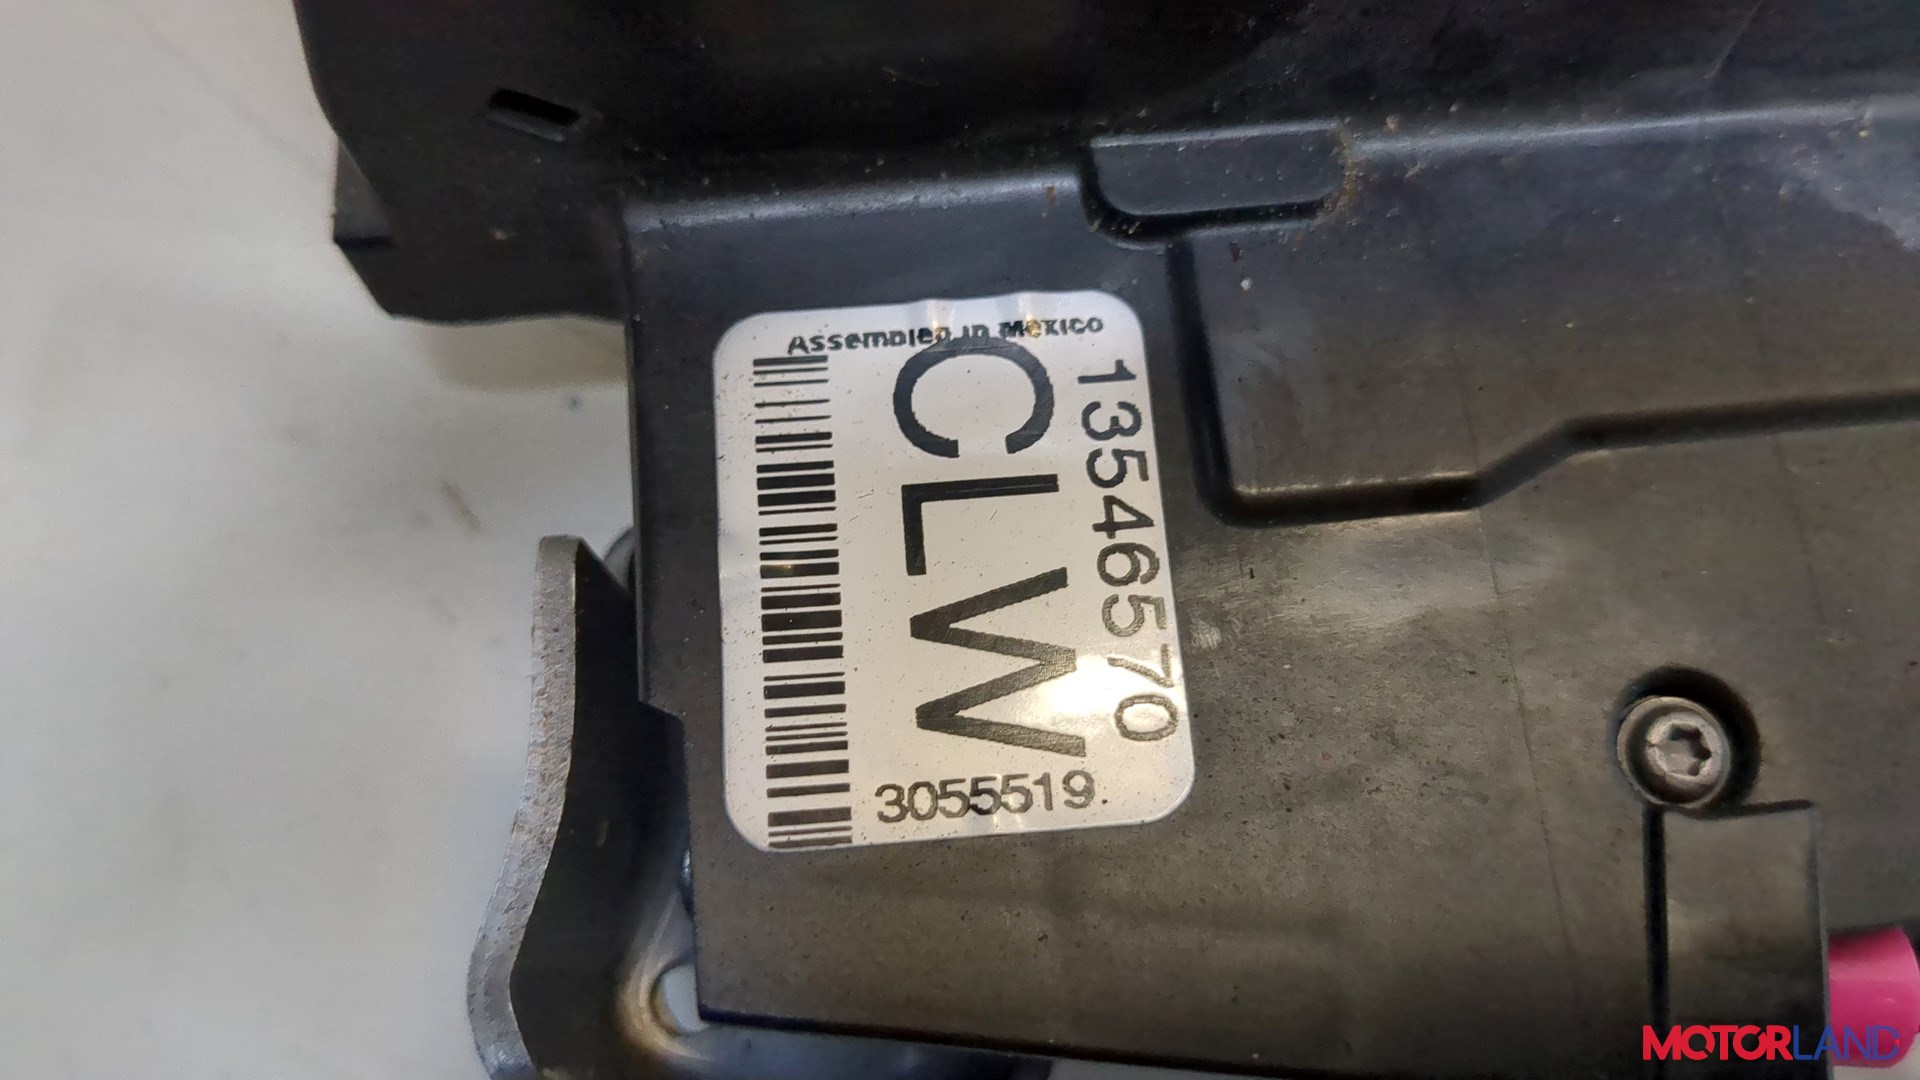 Assembled in Mexico
13546570
CLW
3055519
MOTORLAND